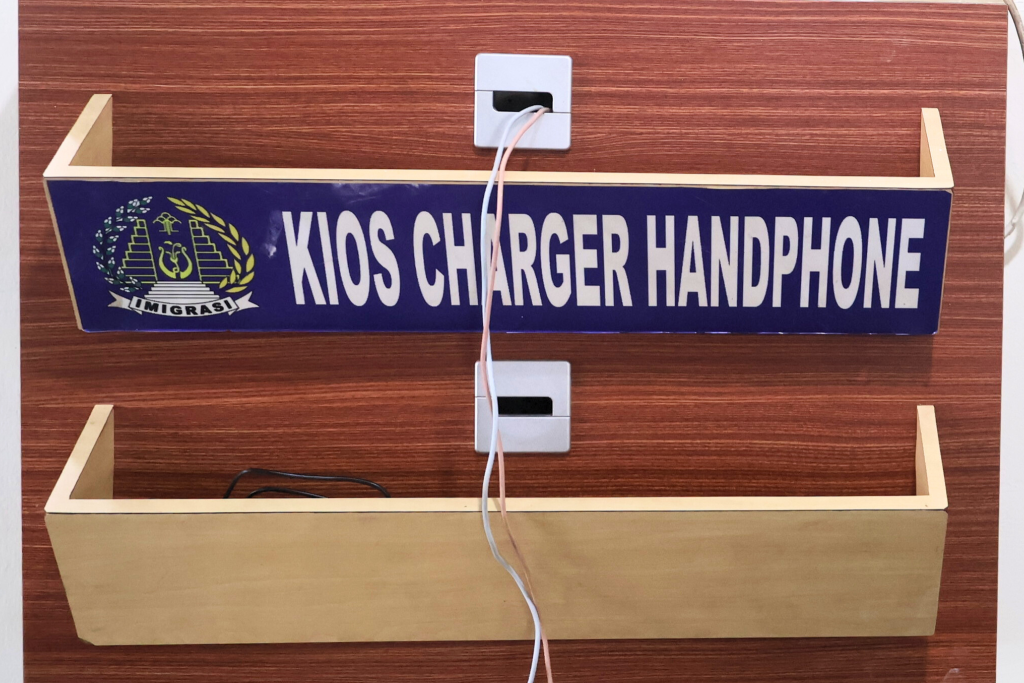 KIOS CHARGER HANDPHONE
IMIGRASI